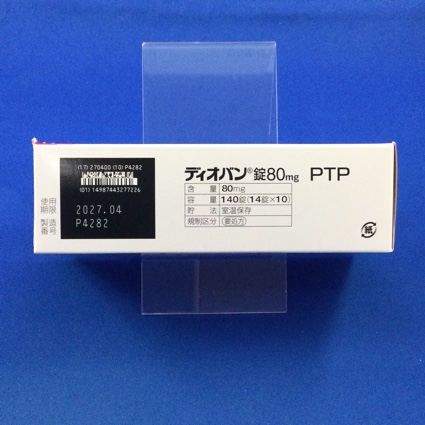 (17) 270400 (10) P4282
(01) 14987443277226
使用期限 2027.04
製造番号 P4282
ディオバン®錠80mg PTP
含 量 80mg
容 量 140錠(14錠×10)
貯 法 室温保存
規制区分 要処方
紙